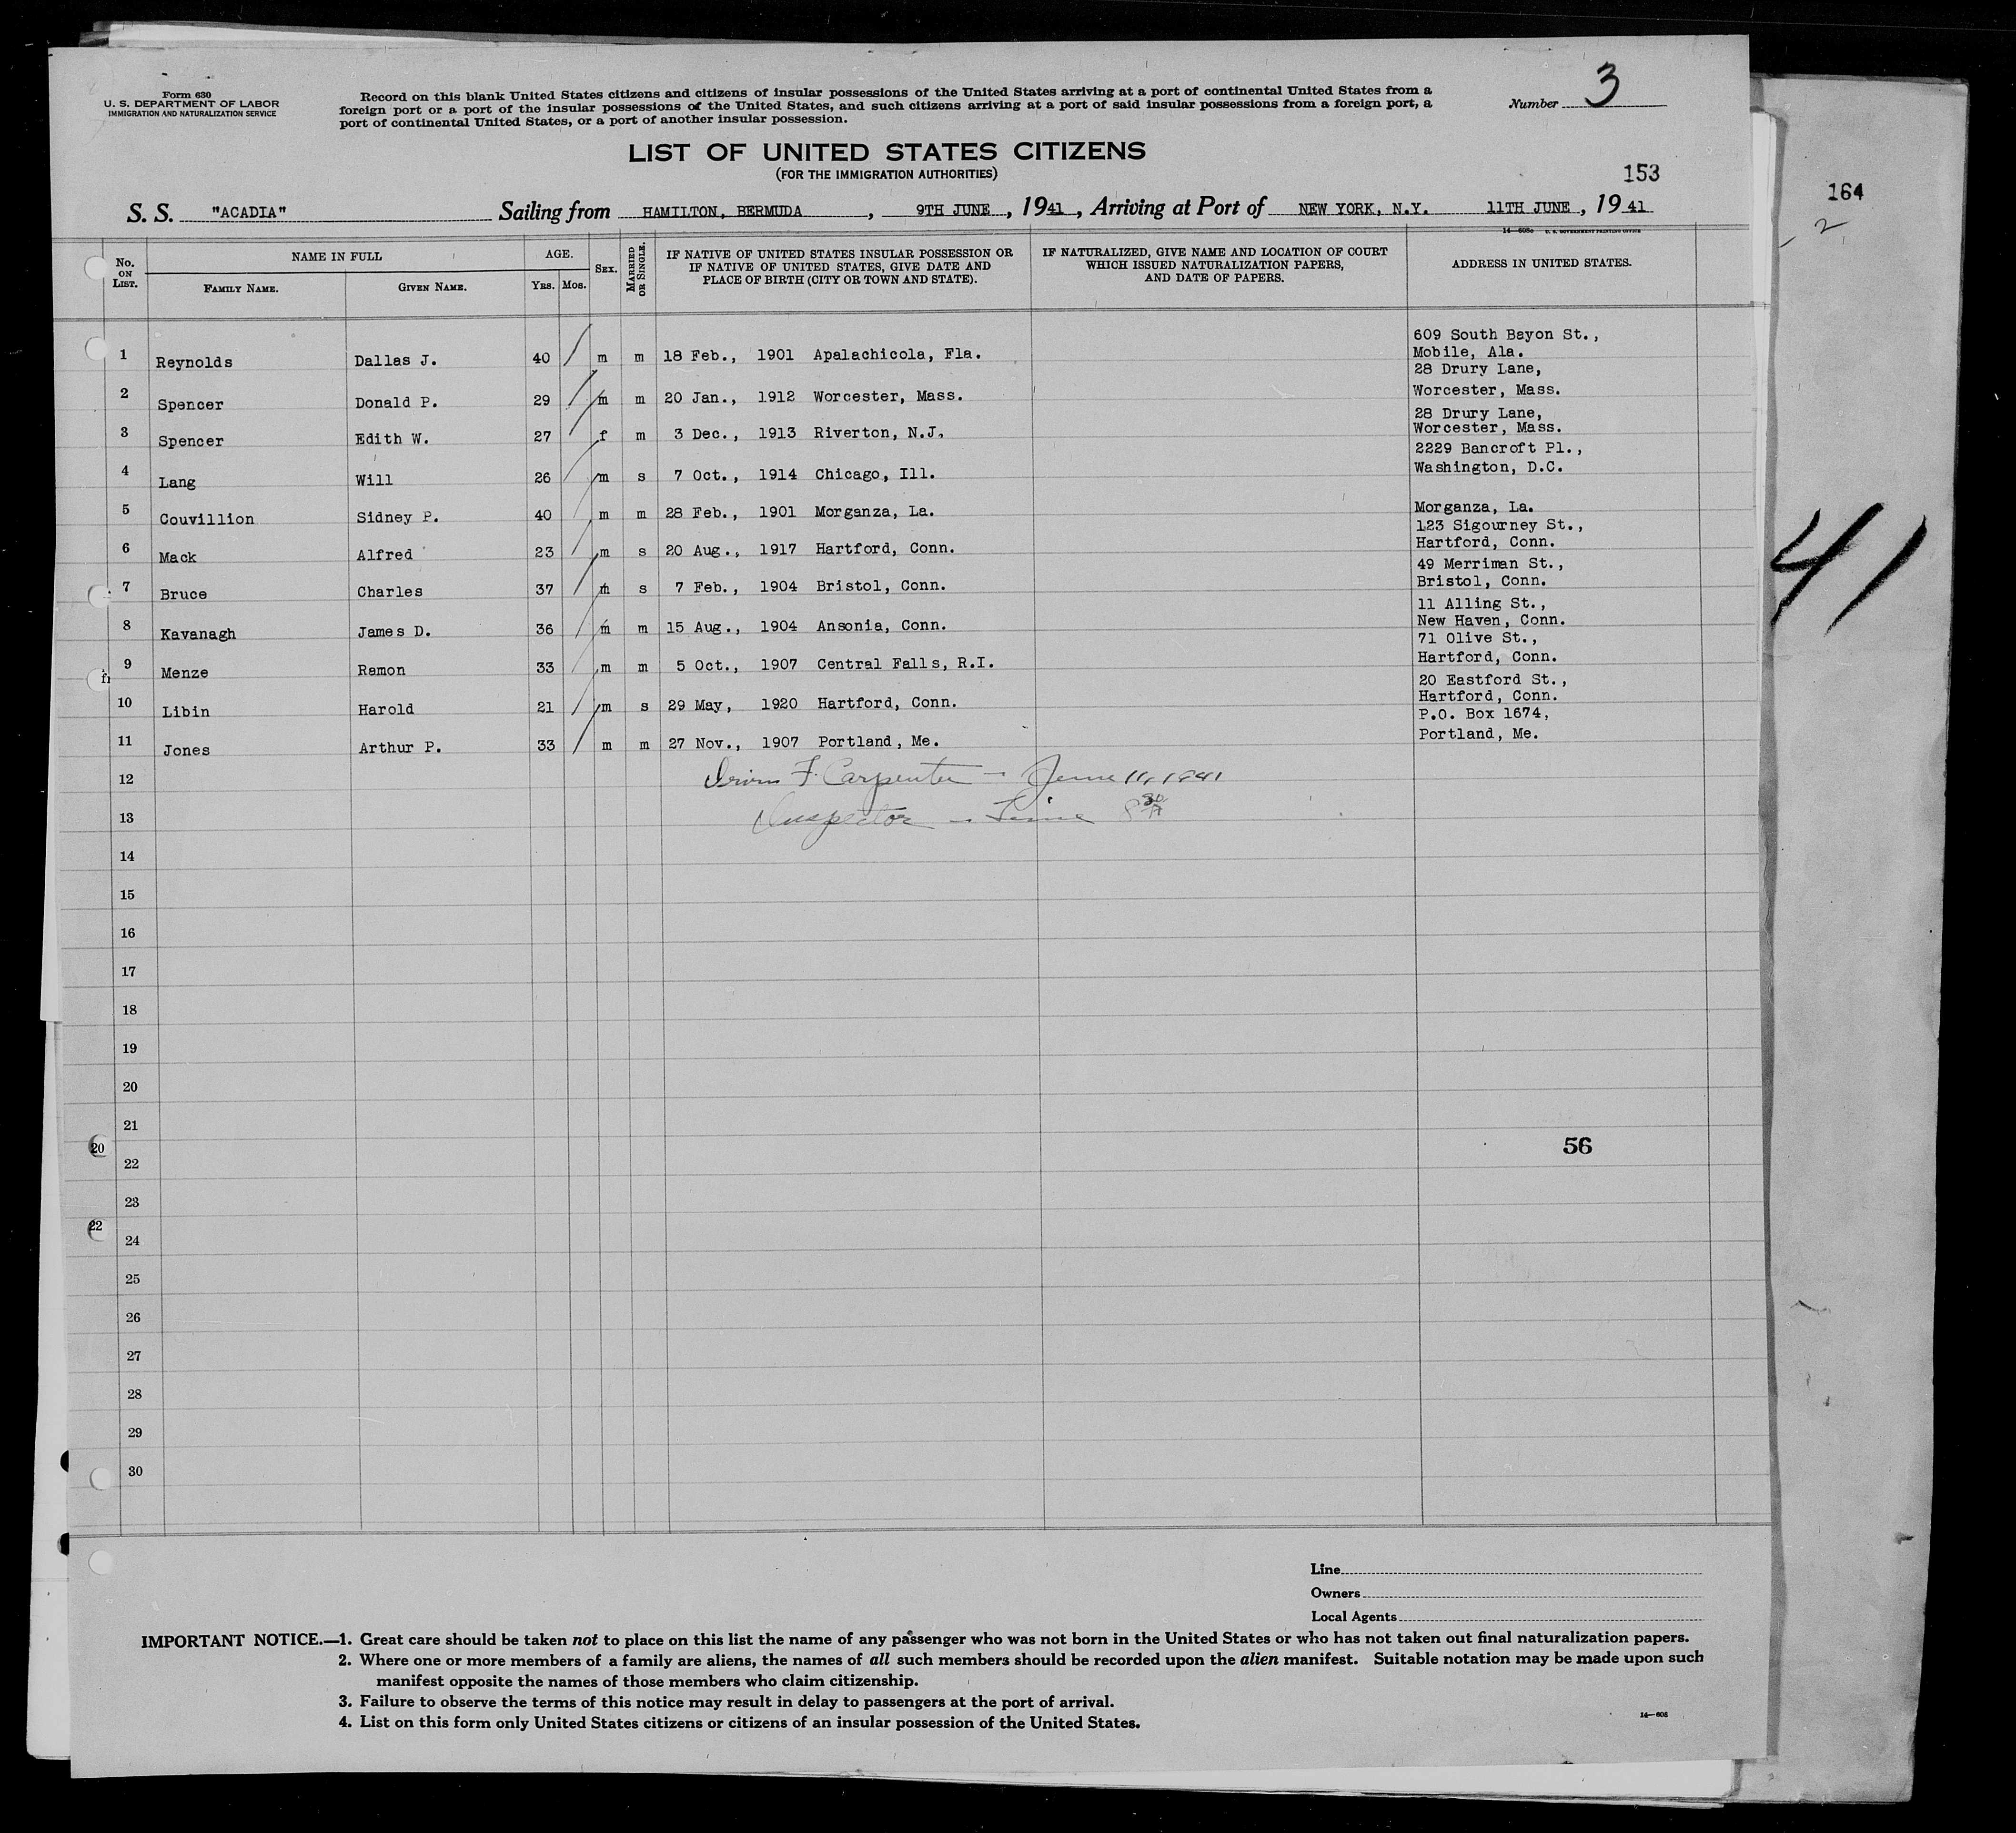 Form 630
U. S. DEPARTMENT OF LABOR
IMMIGRATION AND NATURALIZATION SERVICE
Record on this blank United States citizens and citizens of insular possessions of the United States arriving at a port of continental United States from a
foreign port or a port of the insular possessions of the United States, and such citizens arriving at a port of said insular possessions from a foreign port, a
port of continental United States, or a port of another insular possession.
Number 3
LIST OF UNITED STATES CITIZENS
(FOR THE IMMIGRATION AUTHORITIES)
153
164
2
S. S. "ACADIA" Sailing from HAMILTON, BERMUDA, 9TH JUNE, 1941, Arriving at Port of NEW YORK, N.Y. 11TH JUNE, 1941
14—608c U. S. GOVERNMENT PRINTING OFFICE
No. ON LIST. NAME IN FULL AGE. SEX. MARRIED OR SINGLE. IF NATIVE OF UNITED STATES INSULAR POSSESSION OR IF NATIVE OF UNITED STATES, GIVE DATE AND PLACE OF BIRTH (CITY OR TOWN AND STATE). IF NATURALIZED, GIVE NAME AND LOCATION OF COURT WHICH ISSUED NATURALIZATION PAPERS, AND DATE OF PAPERS. ADDRESS IN UNITED STATES.
FAMILY NAME. GIVEN NAME. YRS. MOS.
1 Reynolds Dallas J. 40 m m 18 Feb., 1901 Apalachicola, Fla. 609 South Bayon St., Mobile, Ala.
2 Spencer Donald P. 29 m m 20 Jan., 1912 Worcester, Mass. 28 Drury Lane, Worcester, Mass.
3 Spencer Edith W. 27 f m 3 Dec., 1913 Riverton, N.J. 28 Drury Lane, Worcester, Mass.
4 Lang Will 26 m s 7 Oct., 1914 Chicago, Ill. 2229 Bancroft Pl., Washington, D.C.
5 Couvillion Sidney P. 40 m m 28 Feb., 1901 Morganza, La. Morganza, La.
6 Mack Alfred 23 m s 20 Aug., 1917 Hartford, Conn. 123 Sigourney St., Hartford, Conn.
7 Bruce Charles 37 m s 7 Feb., 1904 Bristol, Conn. 49 Merriman St., Bristol, Conn.
8 Kavanagh James D. 36 m m 15 Aug., 1904 Ansonia, Conn. 11 Alling St., New Haven, Conn.
9 Menze Ramon 33 m m 5 Oct., 1907 Central Falls, R.I. 71 Olive St., Hartford, Conn.
10 Libin Harold 21 m s 29 May, 1920 Hartford, Conn. 20 Eastford St., Hartford, Conn.
11 Jones Arthur P. 33 m m 27 Nov., 1907 Portland, Me. P.O. Box 1674, Portland, Me.
12 F. Carpenter – June 11, 1941
13 Inspector – Time 8 30 A
14
15
16
17
18
19
20
21
22
23
24
25
26
27
28
29
30
20
22
41
56
Line
Owners
Local Agents
IMPORTANT NOTICE.—1. Great care should be taken not to place on this list the name of any passenger who was not born in the United States or who has not taken out final naturalization papers.
2. Where one or more members of a family are aliens, the names of all such members should be recorded upon the alien manifest. Suitable notation may be made upon such
manifest opposite the names of those members who claim citizenship.
3. Failure to observe the terms of this notice may result in delay to passengers at the port of arrival.
4. List on this form only United States citizens or citizens of an insular possession of the United States.
14—608